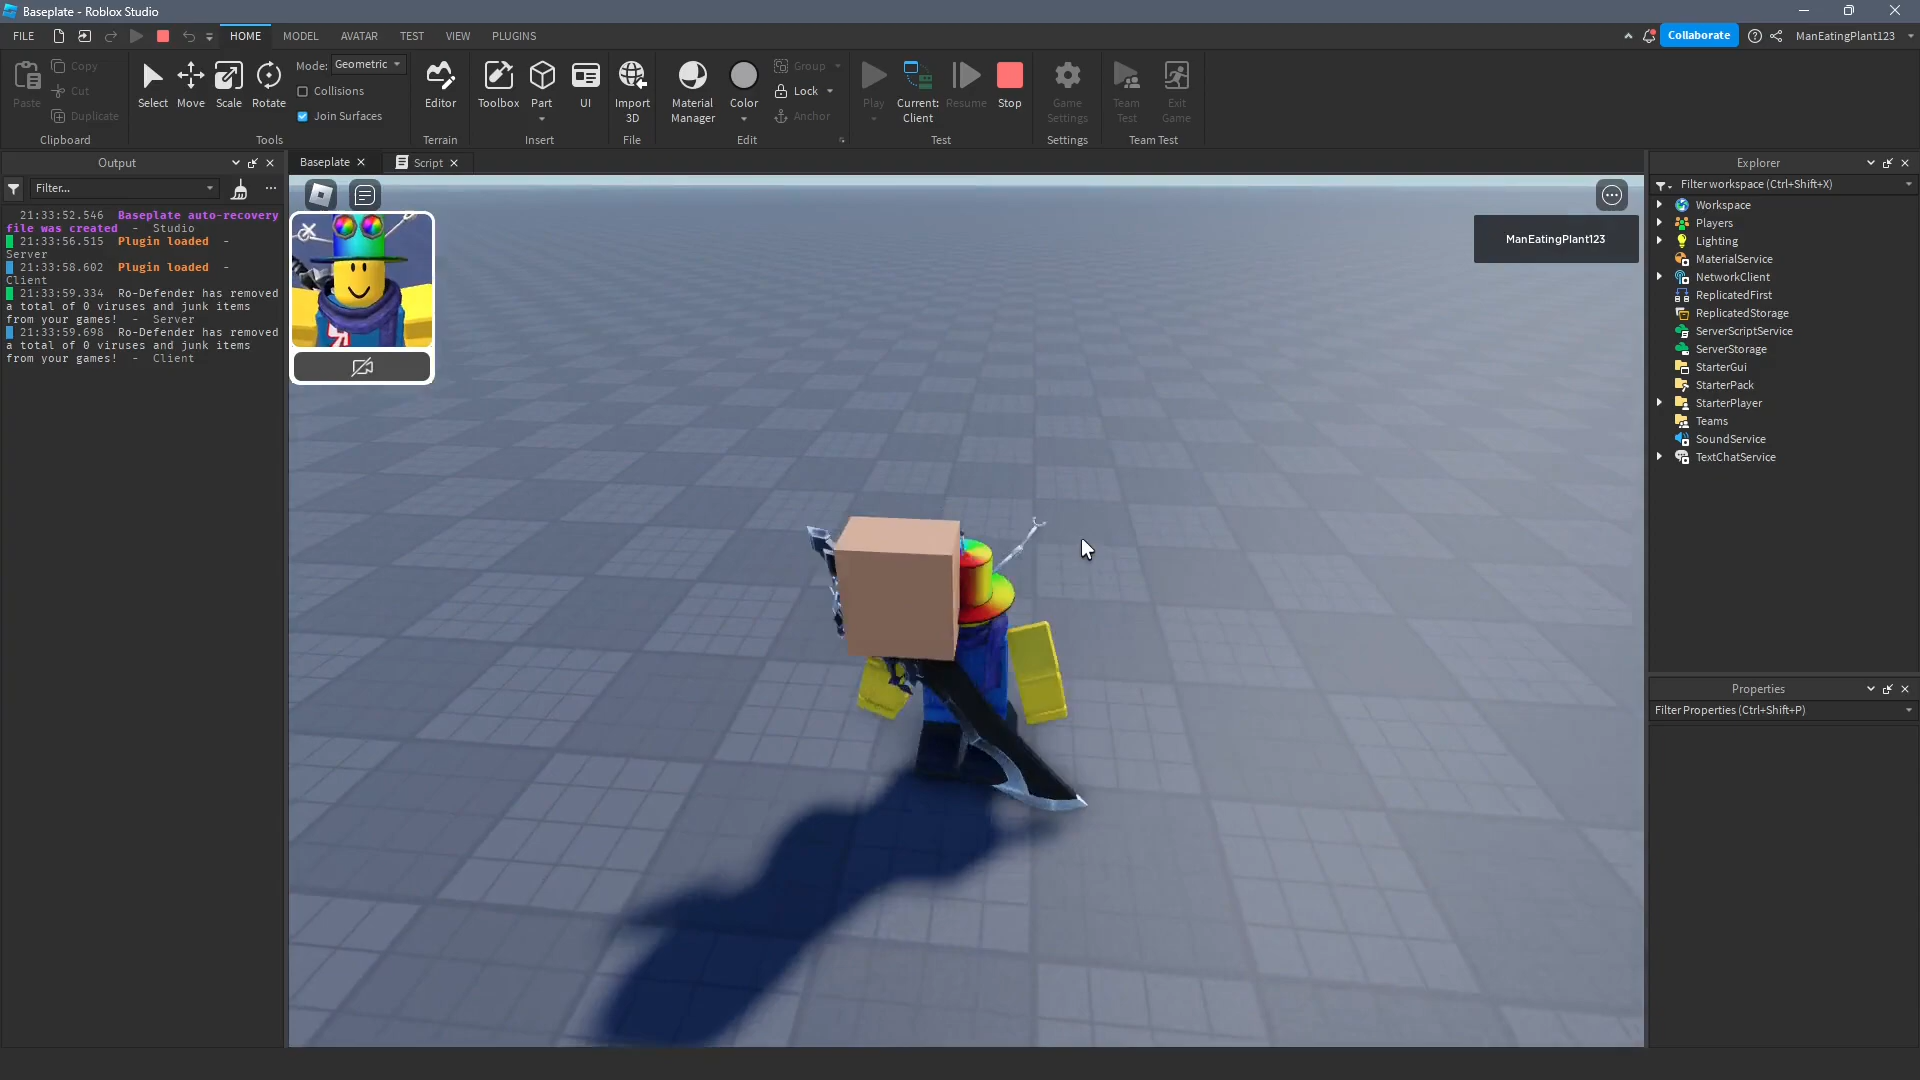 Baseplate - Roblox Studio
FILE HOME MODEL AVATAR TEST VIEW PLUGINS Collaborate ManEatingPlant123
Paste Copy Cut Duplicate
Clipboard
Select Move Scale Rotate
Mode: Geometric
Collisions
Join Surfaces
Tools
Editor
Terrain
Toolbox Part UI
Insert
Import
3D
File
Material
Manager
Color
Group
Lock
Anchor
Edit
Play Current:
Client
Resume Stop
Test
Game
Settings
Settings
Team
Test
Exit
Game
Team Test
Output
Filter...
21:33:52.546 Baseplate auto-recovery
file was created - Studio
21:33:56.515 Plugin loaded -
Server
21:33:58.602 Plugin loaded -
Client
21:33:59.334 Ro-Defender has removed
a total of 0 viruses and junk items
from your games! - Server
21:33:59.698 Ro-Defender has removed
a total of 0 viruses and junk items
from your games! - Client
Baseplate Script
ManEatingPlant123
Explorer
Filter workspace (Ctrl+Shift+X)
Workspace
Players
Lighting
MaterialService
NetworkClient
ReplicatedFirst
ReplicatedStorage
ServerScriptService
ServerStorage
StarterGui
StarterPack
StarterPlayer
Teams
SoundService
TextChatService
Properties
Filter Properties (Ctrl+Shift+P)